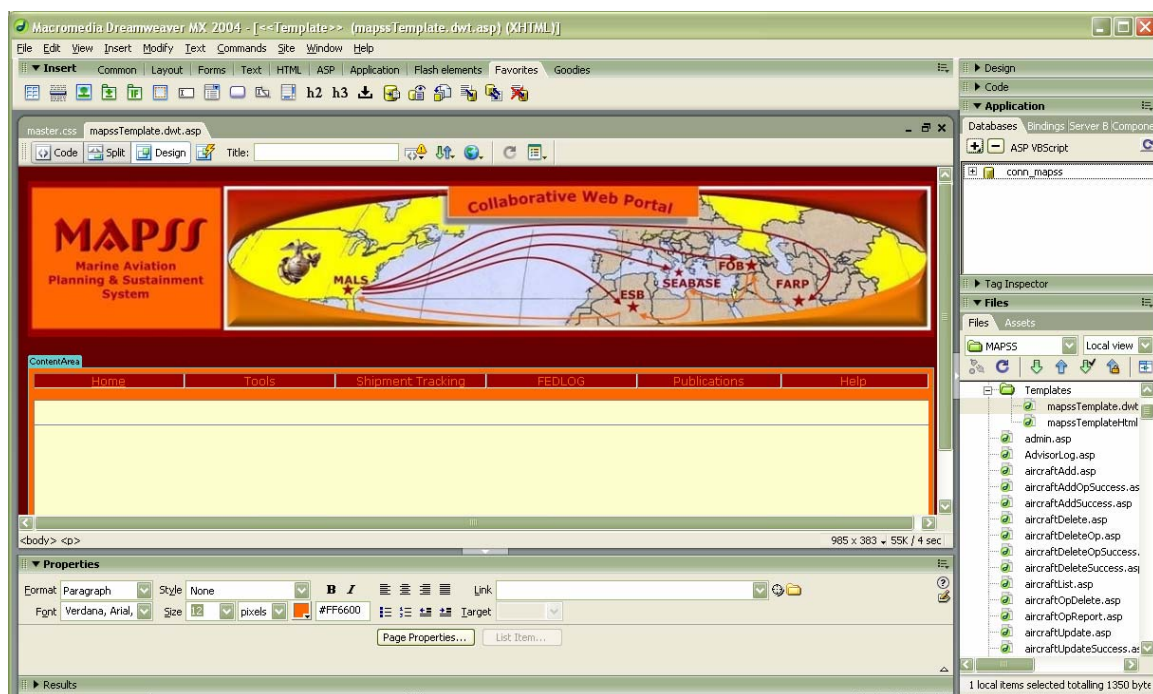 Macromedia Dreamweaver MX 2004 - [<<Template>> (mapssTemplate.dwt.asp) (XHTML)]
File Edit View Insert Modify Text Commands Site Window Help
Insert Common Layout Forms Text HTML ASP Application Flash elements Favorites Goodies
h2 h3
master.css mapssTemplate.dwt.asp
Code Split Design Title:
MAPSS
Marine Aviation
Planning & Sustainment
System
Collaborative Web Portal
MALS
ESB
SEABASE
FOB
FARP
ContentArea
Home Tools Shipment Tracking FEDLOG Publications Help
<body> <p> 985 x 383 55K / 4 sec
Properties
Format Paragraph Style None B I Link
Font Verdana, Arial, Size 12 pixels #FF6600 Target
Page Properties... List Item...
Results
Design
Code
Application
Databases Bindings Server B Compone
ASP VBScript
conn_mapss
Tag Inspector
Files
Files Assets
MAPSS Local view
Templates
mapssTemplate.dwt
mapssTemplateHtml
admin.asp
AdvisorLog.asp
aircraftAdd.asp
aircraftAddOpSuccess.as
aircraftAddSuccess.asp
aircraftDelete.asp
aircraftDeleteOp.asp
aircraftDeleteOpSuccess.
aircraftDeleteSuccess.asp
aircraftList.asp
aircraftOpDelete.asp
aircraftOpReport.asp
aircraftUpdate.asp
aircraftUpdateSuccess.as
1 local items selected totalling 1350 byte